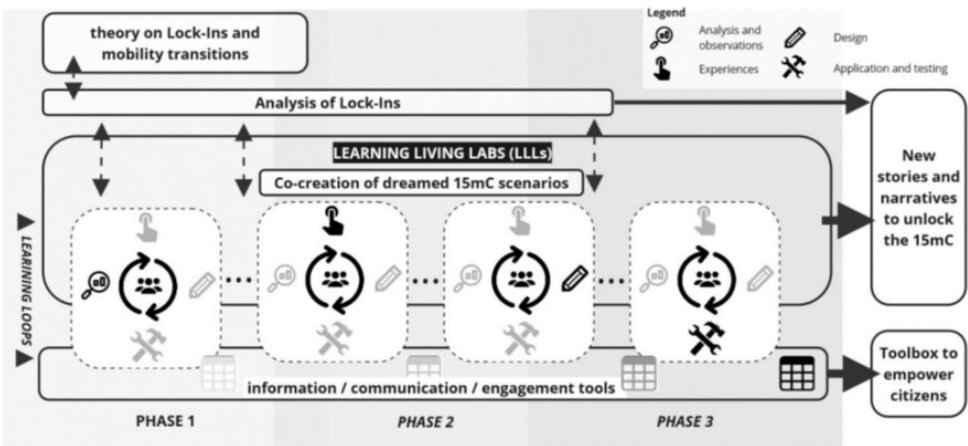 theory on Lock-Ins and
mobility transitions
Legend
Analysis and
observations
Design
Experiences
Application and testing
Analysis of Lock-Ins
LEARNING LIVING LABS (LLLs)
Co-creation of dreamed 15mC scenarios
New
stories and
narratives
to unlock
the 15mC
LEARINING LOOPS
information / communication / engagement tools
Toolbox to
empower
citizens
PHASE 1
PHASE 2
PHASE 3